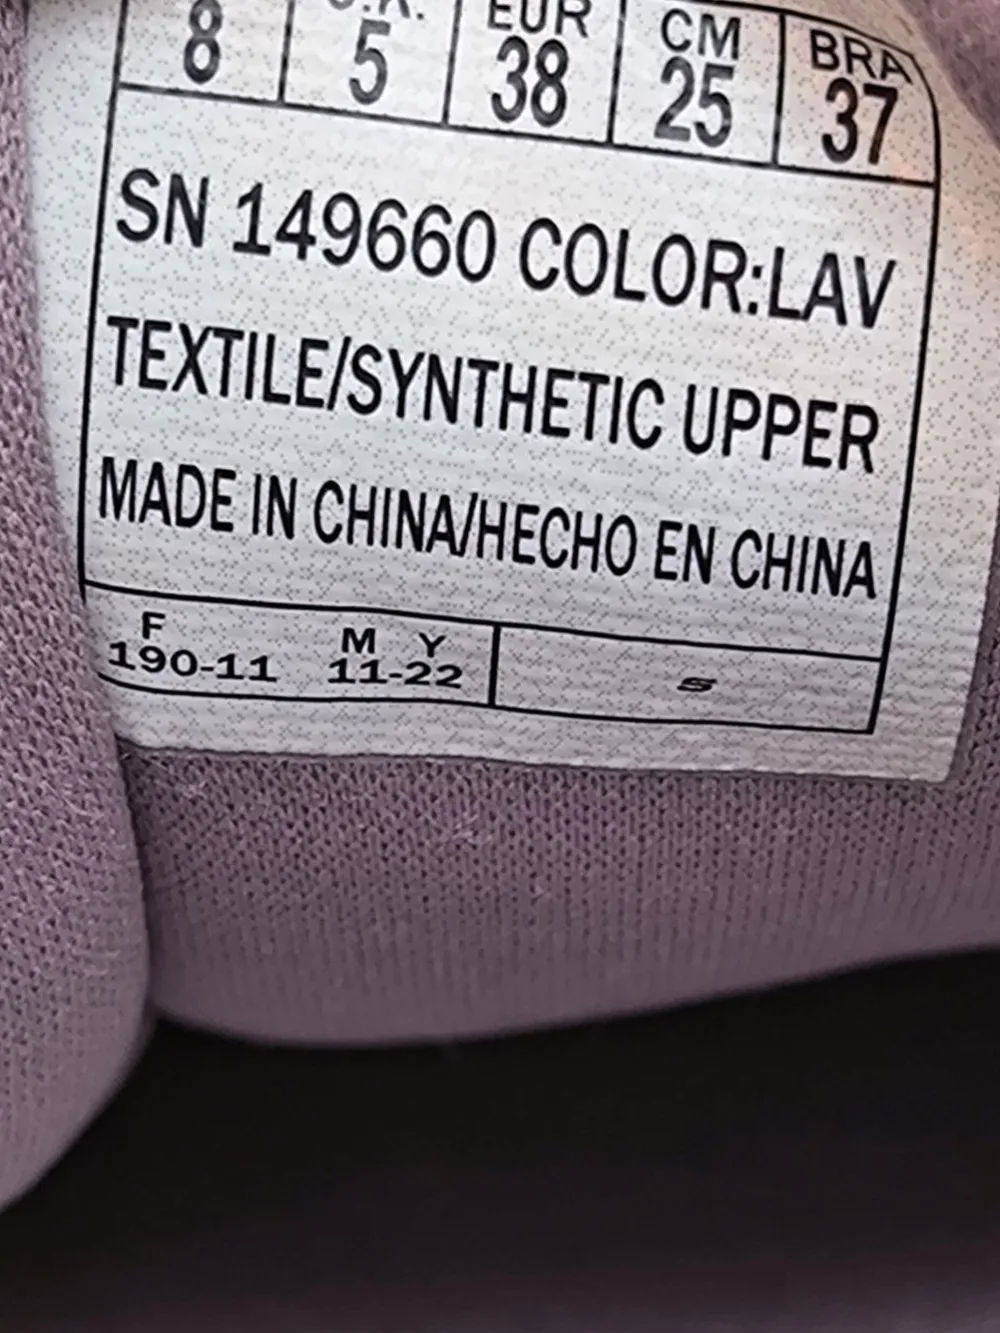 U.K. EUR CM BRA
8 5 38 25 37
SN 149660 COLOR:LAV
TEXTILE/SYNTHETIC UPPER
MADE IN CHINA/HECHO EN CHINA
F M Y
190-11 11-22 S